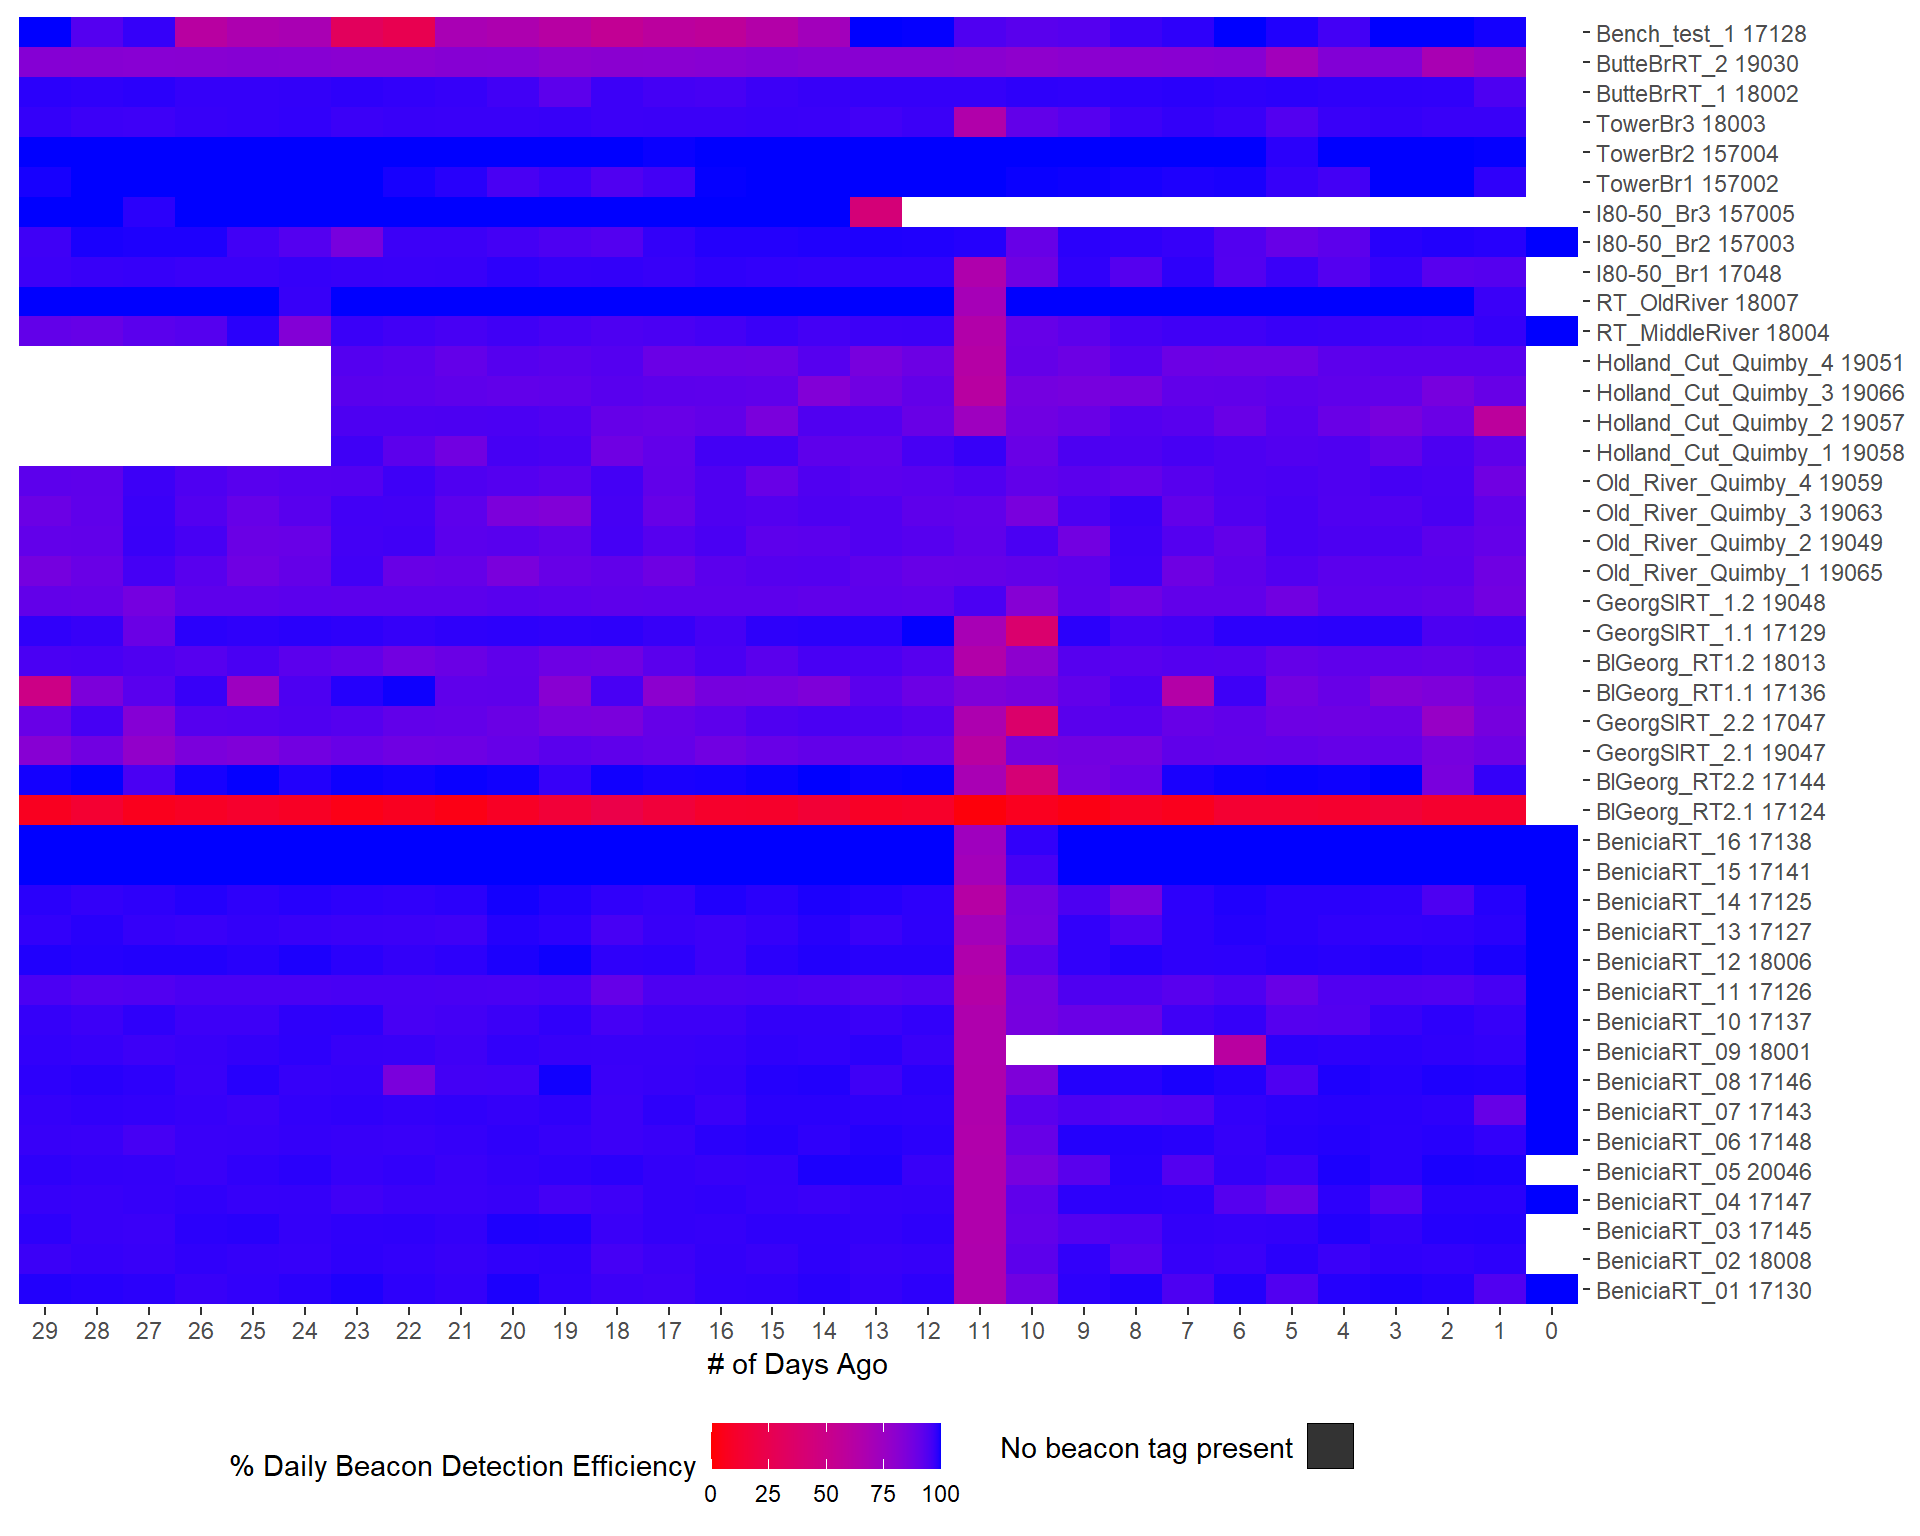 Bench_test_1 17128
ButteBrRT_2 19030
ButteBrRT_1 18002
TowerBr3 18003
TowerBr2 157004
TowerBr1 157002
I80-50_Br3 157005
I80-50_Br2 157003
I80-50_Br1 17048
RT_OldRiver 18007
RT_MiddleRiver 18004
Holland_Cut_Quimby_4 19051
Holland_Cut_Quimby_3 19066
Holland_Cut_Quimby_2 19057
Holland_Cut_Quimby_1 19058
Old_River_Quimby_4 19059
Old_River_Quimby_3 19063
Old_River_Quimby_2 19049
Old_River_Quimby_1 19065
GeorgSlRT_1.2 19048
GeorgSlRT_1.1 17129
BlGeorg_RT1.2 18013
BlGeorg_RT1.1 17136
GeorgSlRT_2.2 17047
GeorgSlRT_2.1 19047
BlGeorg_RT2.2 17144
BlGeorg_RT2.1 17124
BeniciaRT_16 17138
BeniciaRT_15 17141
BeniciaRT_14 17125
BeniciaRT_13 17127
BeniciaRT_12 18006
BeniciaRT_11 17126
BeniciaRT_10 17137
BeniciaRT_09 18001
BeniciaRT_08 17146
BeniciaRT_07 17143
BeniciaRT_06 17148
BeniciaRT_05 20046
BeniciaRT_04 17147
BeniciaRT_03 17145
BeniciaRT_02 18008
BeniciaRT_01 17130
29 28 27 26 25 24 23 22 21 20 19 18 17 16 15 14 13 12 11 10 9 8 7 6 5 4 3 2 1 0
# of Days Ago
% Daily Beacon Detection Efficiency
0 25 50 75 100
No beacon tag present